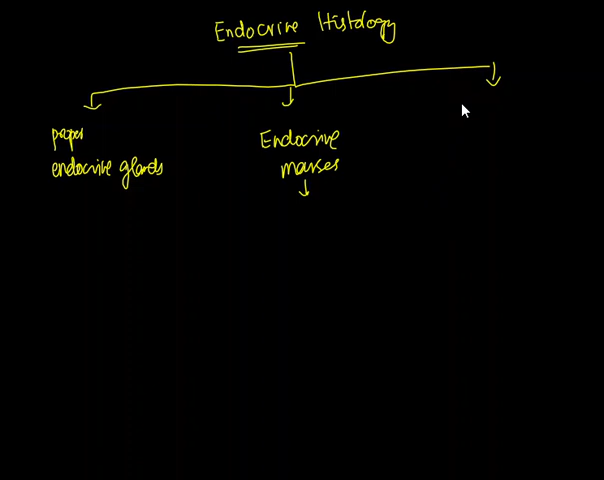 Endocrine Histology
proper
endocrine glands
Endocrine
masses